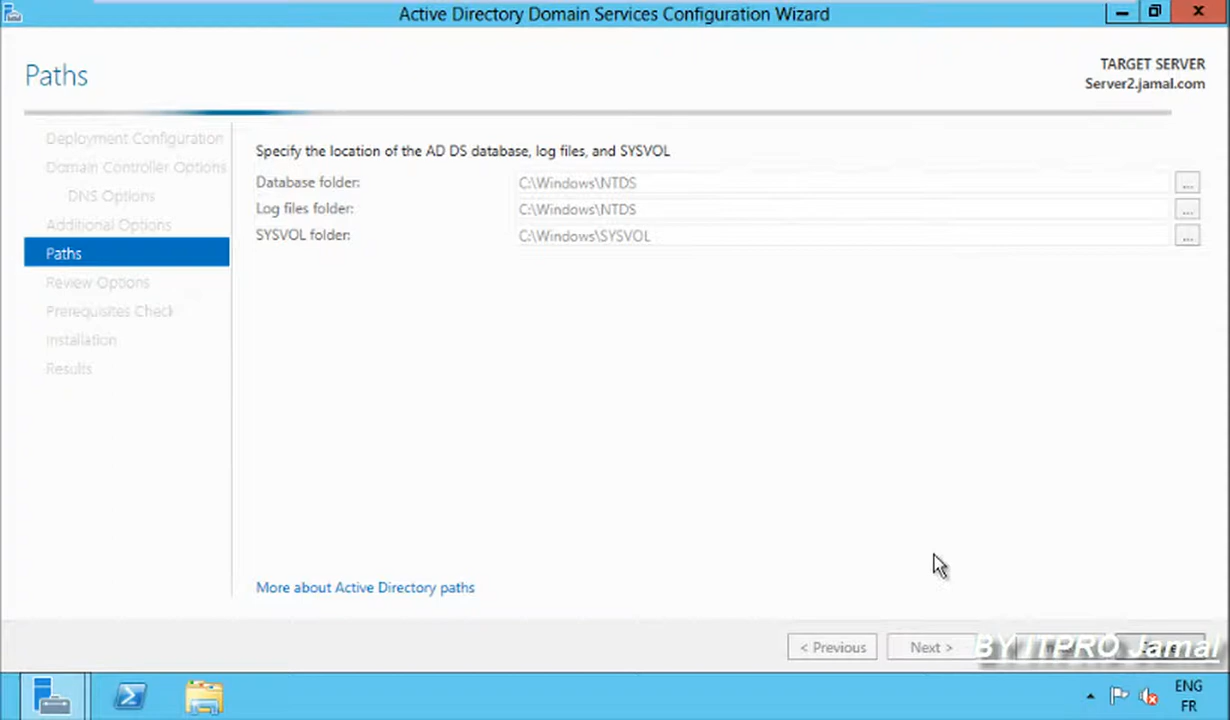 Active Directory Domain Services Configuration Wizard
Paths
TARGET SERVER
Server2.jamal.com
Deployment Configuration
Domain Controller Options
DNS Options
Additional Options
Paths
Review Options
Prerequisites Check
Installation
Results
Specify the location of the AD DS database, log files, and SYSVOL
Database folder: C:\Windows\NTDS ...
Log files folder: C:\Windows\NTDS ...
SYSVOL folder: C:\Windows\SYSVOL ...
More about Active Directory paths
< Previous Next >
BY ITPRO Jamal
ENG
FR